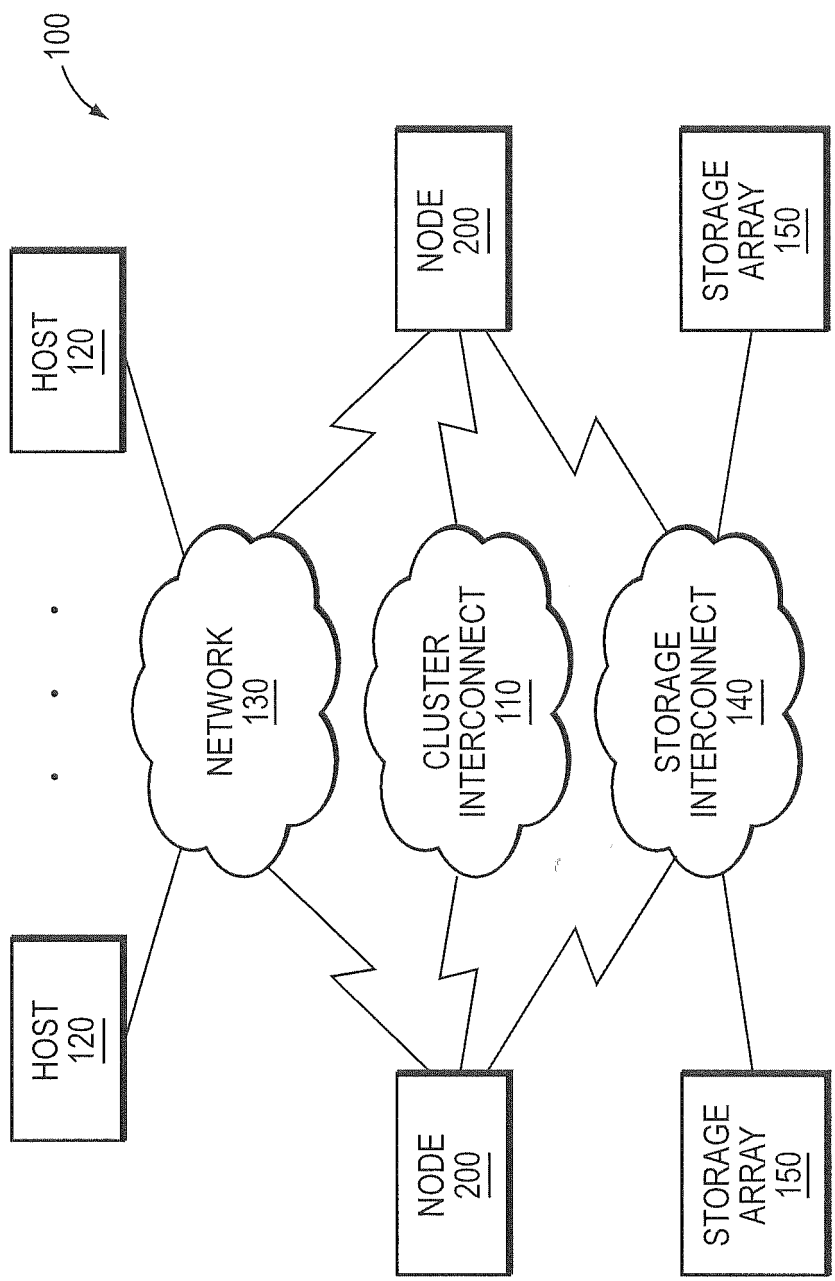 100
HOST
120
HOST
120
NETWORK
130
NODE
200
CLUSTER
INTERCONNECT
110
NODE
200
STORAGE
INTERCONNECT
140
STORAGE
ARRAY
150
STORAGE
ARRAY
150